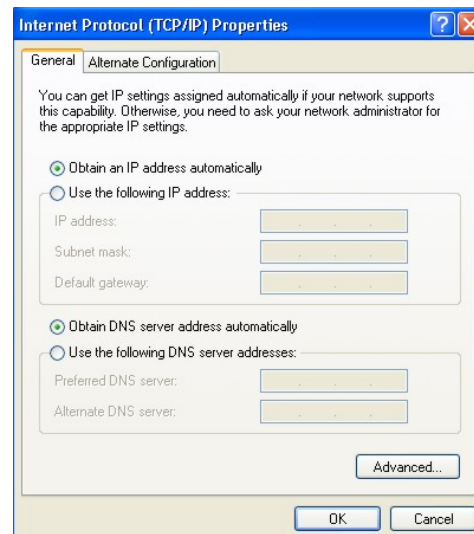 Internet Protocol (TCP/IP) Properties
General
Alternate Configuration
You can get IP settings assigned automatically if your network supports
this capability. Otherwise, you need to ask your network administrator for
the appropriate IP settings.
Obtain an IP address automatically
Use the following IP address:
IP address:
Subnet mask:
Default gateway:
Obtain DNS server address automatically
Use the following DNS server addresses:
Preferred DNS server:
Alternate DNS server:
Advanced...
OK
Cancel